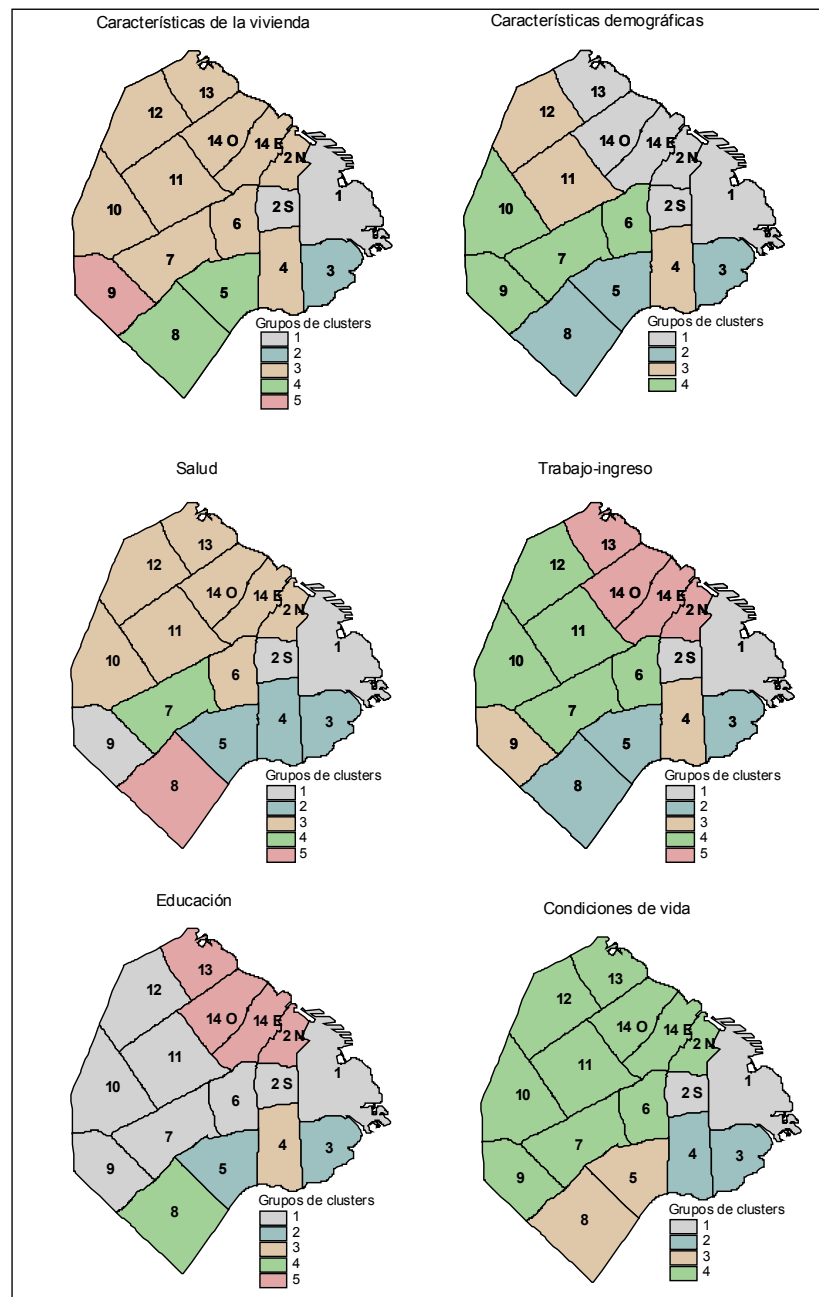 Características de la vivienda
13
12
14 O
14 E
2 N
11
1
2 S
10
6
7
4
3
9
5
8
Grupos de clusters
1
2
3
4
5
Características demográficas
13
12
14 O
14 E
2 N
11
1
2 S
10
6
7
4
3
9
5
8
Grupos de clusters
1
2
3
4
Salud
13
12
14 O
14 E
2 N
11
1
2 S
10
6
7
4
3
9
5
8
Grupos de clusters
1
2
3
4
5
Trabajo-ingreso
13
12
14 O
14 E
2 N
11
1
2 S
10
6
7
4
3
9
5
8
Grupos de clusters
1
2
3
4
5
Educación
13
12
14 O
14 E
2 N
11
1
2 S
10
6
7
4
3
9
5
8
Grupos de clusters
1
2
3
4
5
Condiciones de vida
13
12
14 O
14 E
2 N
11
1
2 S
10
6
7
4
3
9
5
8
Grupos de clusters
1
2
3
4